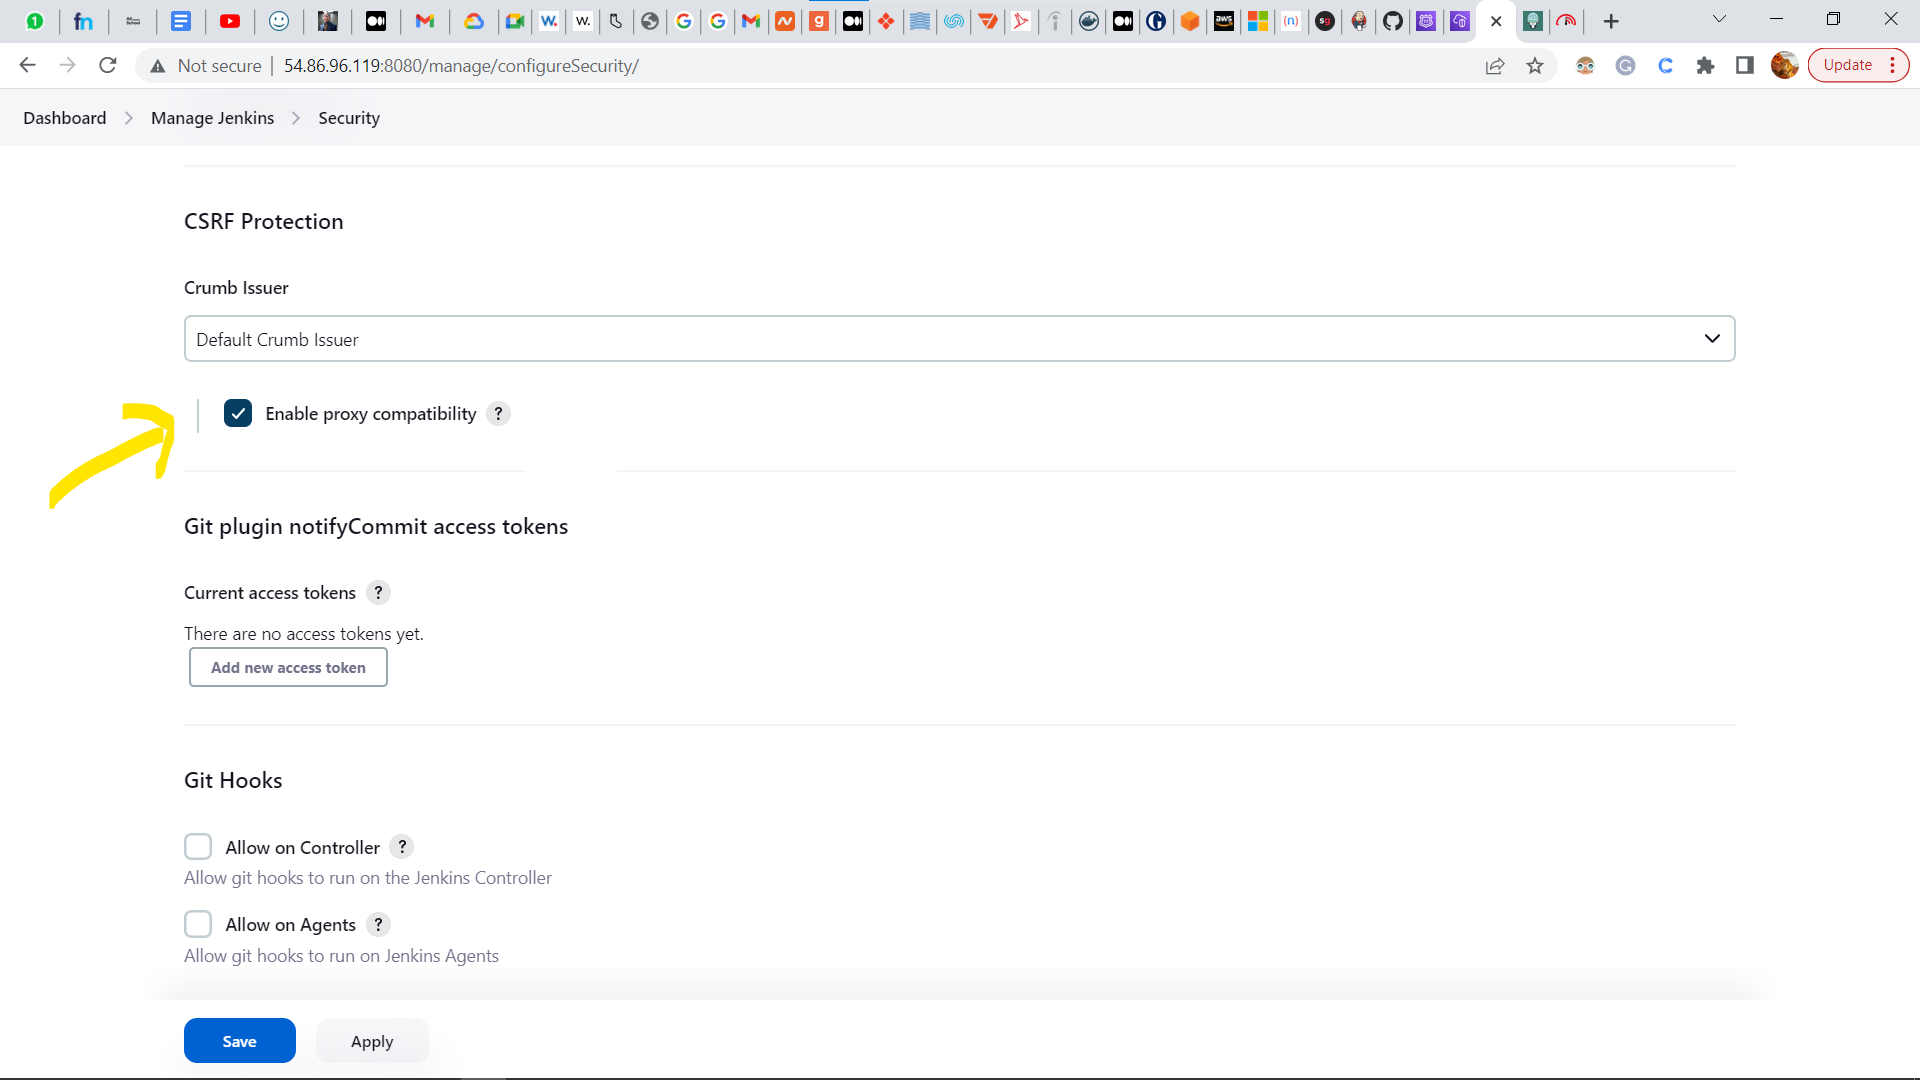 Not secure | 54.86.96.119:8080/manage/configureSecurity/
Update
Dashboard > Manage Jenkins > Security
CSRF Protection
Crumb Issuer
Default Crumb Issuer
Enable proxy compatibility ?
Git plugin notifyCommit access tokens
Current access tokens ?
There are no access tokens yet.
Add new access token
Git Hooks
Allow on Controller ?
Allow git hooks to run on the Jenkins Controller
Allow on Agents ?
Allow git hooks to run on Jenkins Agents
Save
Apply